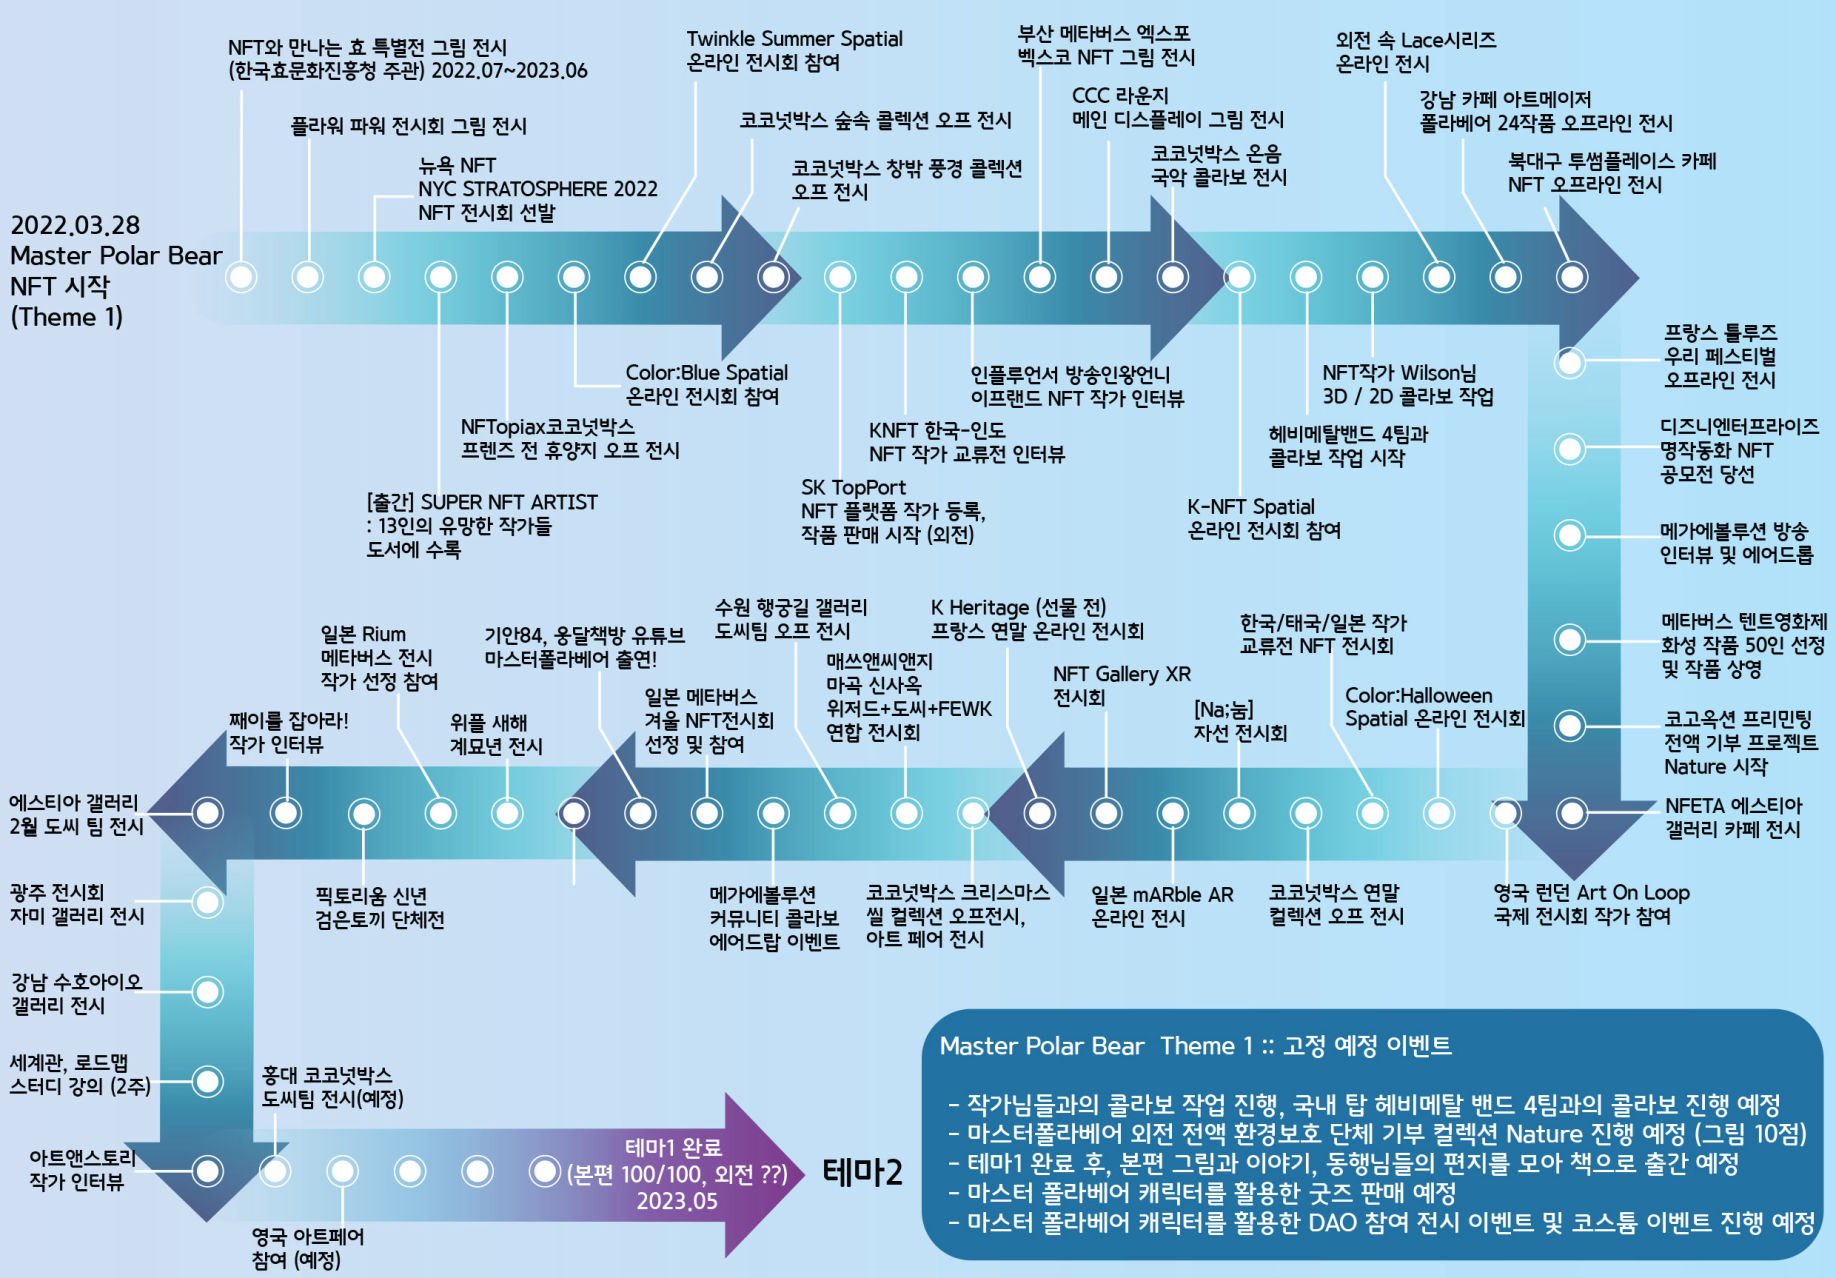 2022.03.28
Master Polar Bear
NFT 시작
(Theme 1)
NFT와 만나는 효 특별전 그림 전시
(한국효문화진흥청 주관) 2022.07~2023.06
플라워 파워 전시회 그림 전시
뉴욕 NFT
NYC STRATOSPHERE 2022
NFT 전시회 선발
[출간] SUPER NFT ARTIST
: 13인의 유망한 작가들
도서에 수록
NFTopiax코코넛박스
프렌즈 전 휴양지 오프 전시
Color:Blue Spatial
온라인 전시회 참여
Twinkle Summer Spatial
온라인 전시회 참여
코코넛박스 숲속 콜렉션 오프 전시
코코넛박스 창밖 풍경 콜렉션
오프 전시
SK TopPort
NFT 플랫폼 작가 등록,
작품 판매 시작 (외전)
KNFT 한국-인도
NFT 작가 교류전 인터뷰
인플루언서 방송인왕언니
이프랜드 NFT 작가 인터뷰
부산 메타버스 엑스포
벡스코 NFT 그림 전시
CCC 라운지
메인 디스플레이 그림 전시
코코넛박스 온음
국악 콜라보 전시
K-NFT Spatial
온라인 전시회 참여
헤비메탈밴드 4팀과
콜라보 작업 시작
NFT작가 Wilson님
3D / 2D 콜라보 작업
외전 속 Lace시리즈
온라인 전시
강남 카페 아트메이저
폴라베어 24작품 오프라인 전시
북대구 투썸플레이스 카페
NFT 오프라인 전시
프랑스 틀루즈
우리 페스티벌
오프라인 전시
디즈니엔터프라이즈
명작동화 NFT
공모전 당선
메가에볼루션 방송
인터뷰 및 에어드롭
메타버스 텐트영화제
화성 작품 50인 선정
및 작품 상영
코고옥션 프리민팅
전액 기부 프로젝트
Nature 시작
NFETA 에스티아
갤러리 카페 전시
영국 런던 Art On Loop
국제 전시회 작가 참여
Color:Halloween
Spatial 온라인 전시회
한국/태국/일본 작가
교류전 NFT 전시회
코코넛박스 연말
컬렉션 오프 전시
[Na;눔]
자선 전시회
일본 mARble AR
온라인 전시
NFT Gallery XR
전시회
K Heritage (선물 전)
프랑스 연말 온라인 전시회
코코넛박스 크리스마스
씰 컬렉션 오프전시,
아트 페어 전시
매쓰앤씨앤지
마곡 신사옥
위저드+도씨+FEWK
연합 전시회
수원 행궁길 갤러리
도씨팀 오프 전시
메가에볼루션
커뮤니티 콜라보
에어드랍 이벤트
일본 메타버스
겨울 NFT전시회
선정 및 참여
기안84, 옹달책방 유튜브
마스터폴라베어 출연!
위플 새해
계묘년 전시
일본 Rium
메타버스 전시
작가 선정 참여
픽토리움 신년
검은토끼 단체전
째이를 잡아라!
작가 인터뷰
에스티아 갤러리
2월 도씨 팀 전시
광주 전시회
자미 갤러리 전시
강남 수호아이오
갤러리 전시
세계관, 로드맵
스터디 강의 (2주)
아트앤스토리
작가 인터뷰
홍대 코코넛박스
도씨팀 전시(예정)
영국 아트페어
참여 (예정)
테마1 완료
(본편 100/100, 외전 ??)
2023.05
테마2
Master Polar Bear Theme 1 :: 고정 예정 이벤트
- 작가님들과의 콜라보 작업 진행, 국내 탑 헤비메탈 밴드 4팀과의 콜라보 진행 예정
- 마스터폴라베어 외전 전액 환경보호 단체 기부 컬렉션 Nature 진행 예정 (그림 10점)
- 테마1 완료 후, 본편 그림과 이야기, 동행님들의 편지를 모아 책으로 출간 예정
- 마스터 폴라베어 캐릭터를 활용한 굿즈 판매 예정
- 마스터 폴라베어 캐릭터를 활용한 DAO 참여 전시 이벤트 및 코스튬 이벤트 진행 예정